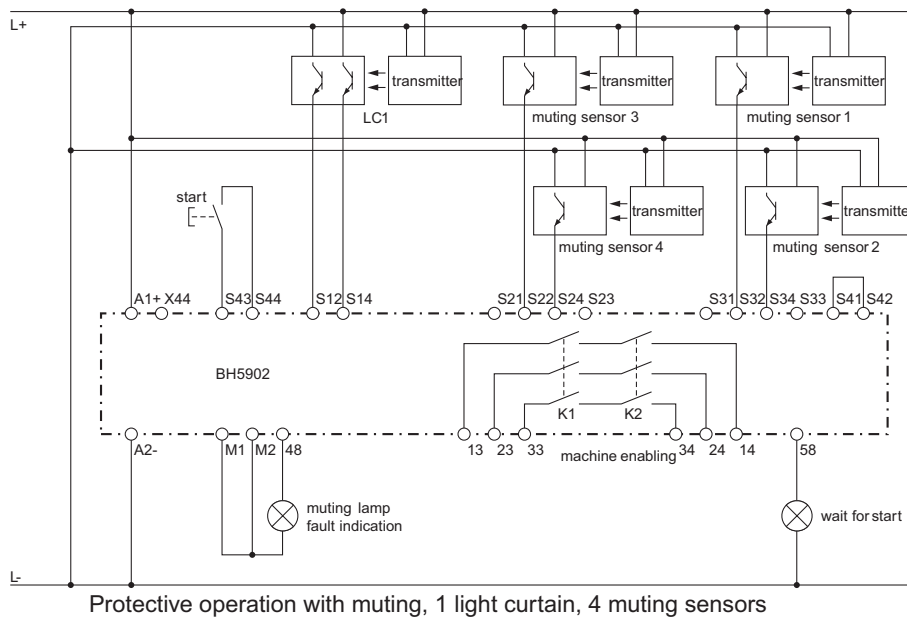 L+
transmitter
transmitter
transmitter
LC1
muting sensor 3
muting sensor 1
start
transmitter
transmitter
muting sensor 4
muting sensor 2
A1+ X44 S43 S44 S12 S14 S21 S22 S24 S23 S31 S32 S34 S33 S41 S42
BH5902
K1 K2
A2- M1 M2 48 13 23 33 machine enabling 34 24 14 58
muting lamp
fault indication
wait for start
L-
Protective operation with muting, 1 light curtain, 4 muting sensors